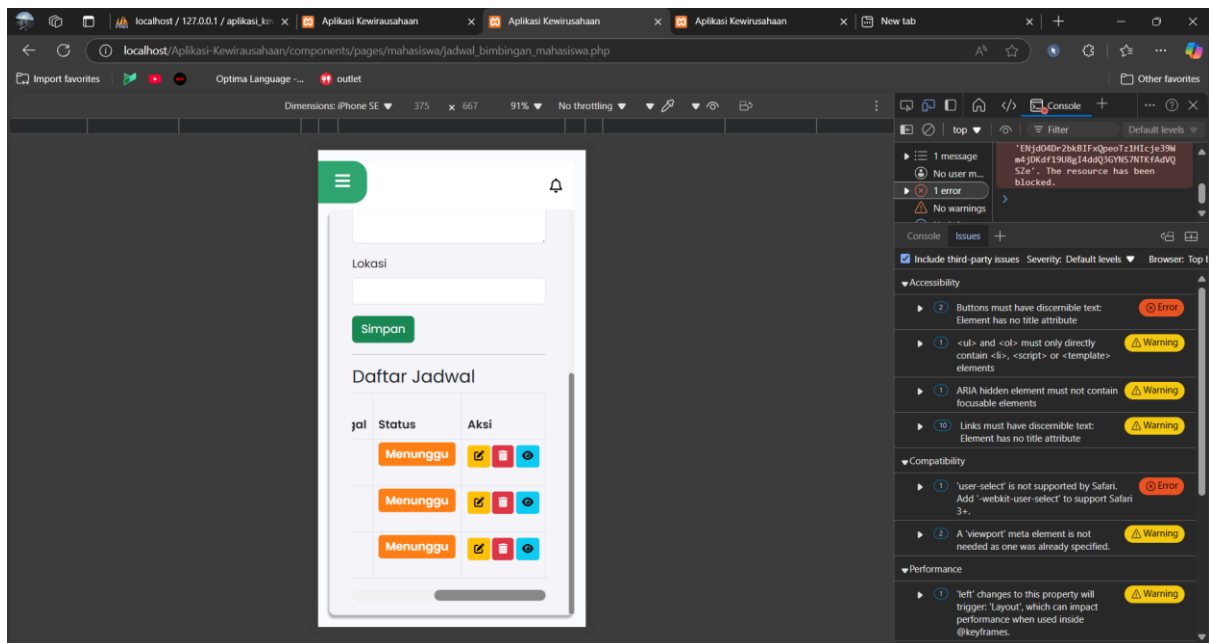 localhost / 127.0.0.1 / aplikasi_kev
Aplikasi Kewirausahaan
Aplikasi Kewirusahaan
Aplikasi Kewirusahaan
New tab
localhost/Aplikasi-Kewirausahaan/components/pages/mahasiswa/jadwal_bimbingan_mahasiswa.php
Import favorites
Optima Language -...
outlet
Other favorites
Dimensions: iPhone SE 375 x 667 91% No throttling
Console
top
Filter
Default levels
1 message
No user m...
1 error
No warnings
SZe'. The resource has been
blocked.
Lokasi
Simpan
Daftar Jadwal
gal Status Aksi
Menunggu
Menunggu
Menunggu
Console Issues
Include third-party issues Severity: Default levels Browser: Top l
Accessibility
2 Buttons must have discernible text:
Element has no title attribute
Error
1 <ul> and <ol> must only directly
contain <li>, <script> or <template>
elements
Warning
1 ARIA hidden element must not contain
focusable elements
Warning
10 Links must have discernible text:
Element has no title attribute
Warning
Compatibility
1 'user-select' is not supported by Safari.
Add '-webkit-user-select' to support Safari
3+.
Error
2 A 'viewport' meta element is not
needed as one was already specified.
Warning
Performance
1 'left' changes to this property will
trigger: 'Layout', which can impact
performance when used inside
@keyframes.
Warning